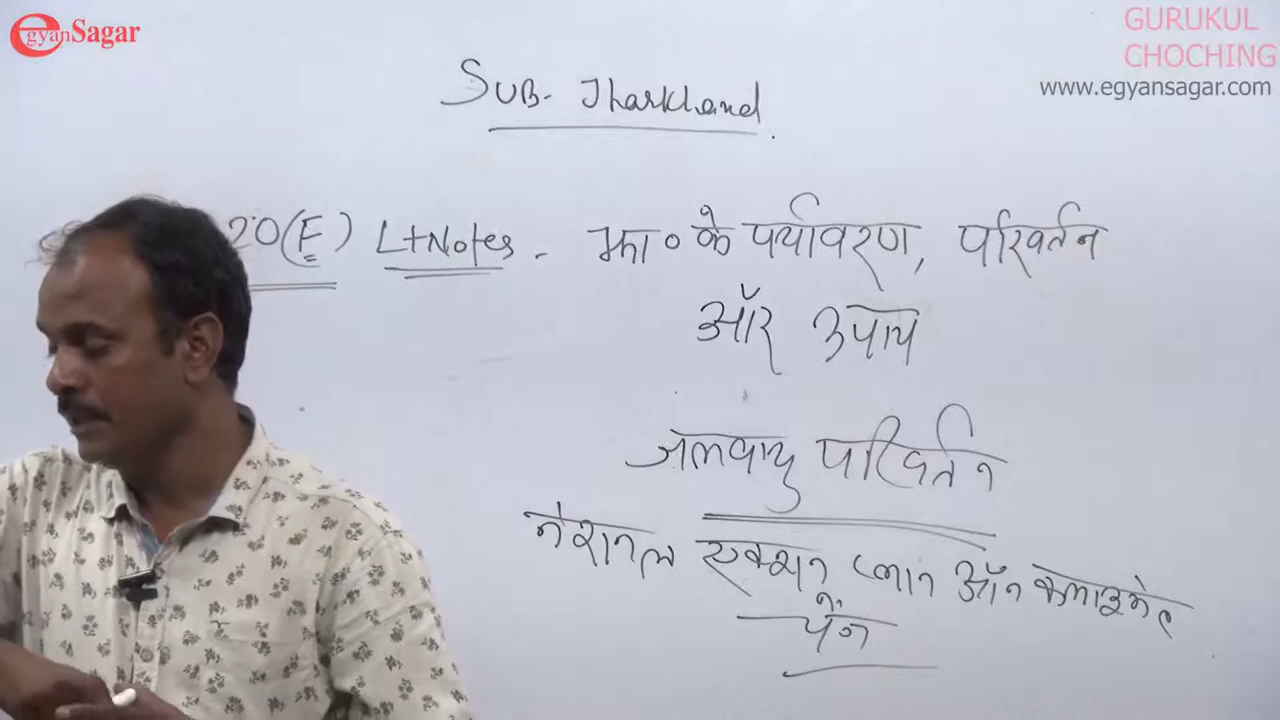 egyanSagar
GURUKUL
CHOCHING
www.egyansagar.com
SUB- Jharkhand.
20(E) L+Notes - झा० के पर्यावरण, परिवर्तन
और उपाय
जलवायु परिवर्तन
नेशनल एक्शन प्लान ऑन क्लाइमेट
चेंज